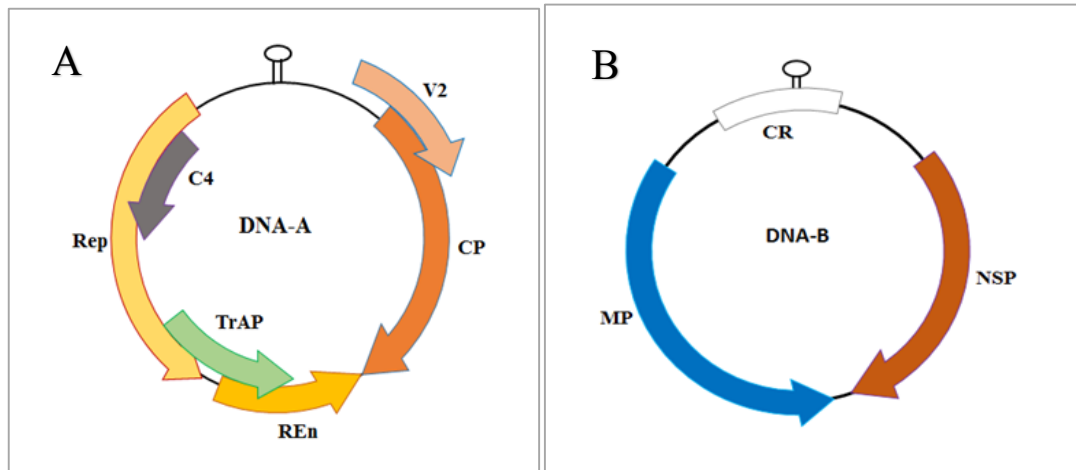 A
V2
C4
DNA-A
Rep
CP
TrAP
REn
B
CR
DNA-B
NSP
MP